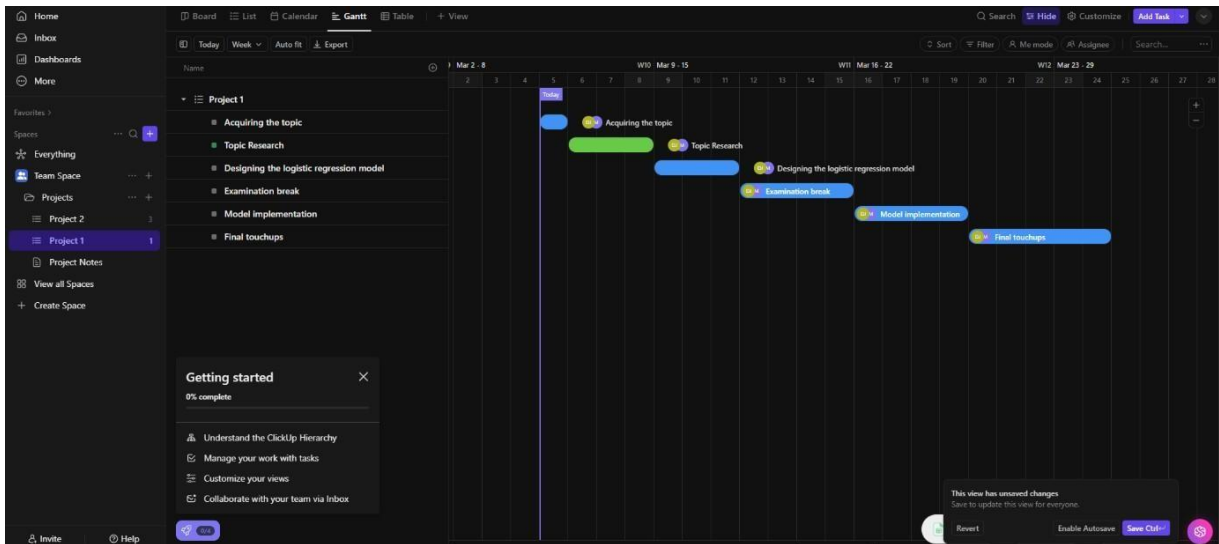 Home
Inbox
Dashboards
More
Favorites >
Spaces
Everything
Team Space
Projects
Project 2 3
Project 1 1
Project Notes
View all Spaces
Create Space
Invite Help
Board List Calendar Gantt Table + View
Search Hide Customize Add Task
Today Week Auto fit Export
Sort Filter Me mode Assignee Search...
Name
Mar 2 - 8 W10 Mar 9 - 15 W11 Mar 16 - 22 W12 Mar 23 - 29
2 3 4 5 6 7 8 9 10 11 12 13 14 15 16 17 18 19 20 21 22 23 24 25 26 27 28
Today
Project 1
Acquiring the topic
Topic Research
Designing the logistic regression model
Examination break
Model implementation
Final touchups
M Acquiring the topic
M Topic Research
M Designing the logistic regression model
M Examination break
M Model implementation
M Final touchups
Getting started
0% complete
Understand the ClickUp Hierarchy
Manage your work with tasks
Customize your views
Collaborate with your team via Inbox
0/4
This view has unsaved changes
Save to update this view for everyone.
Revert Enable Autosave Save Ctrl↵